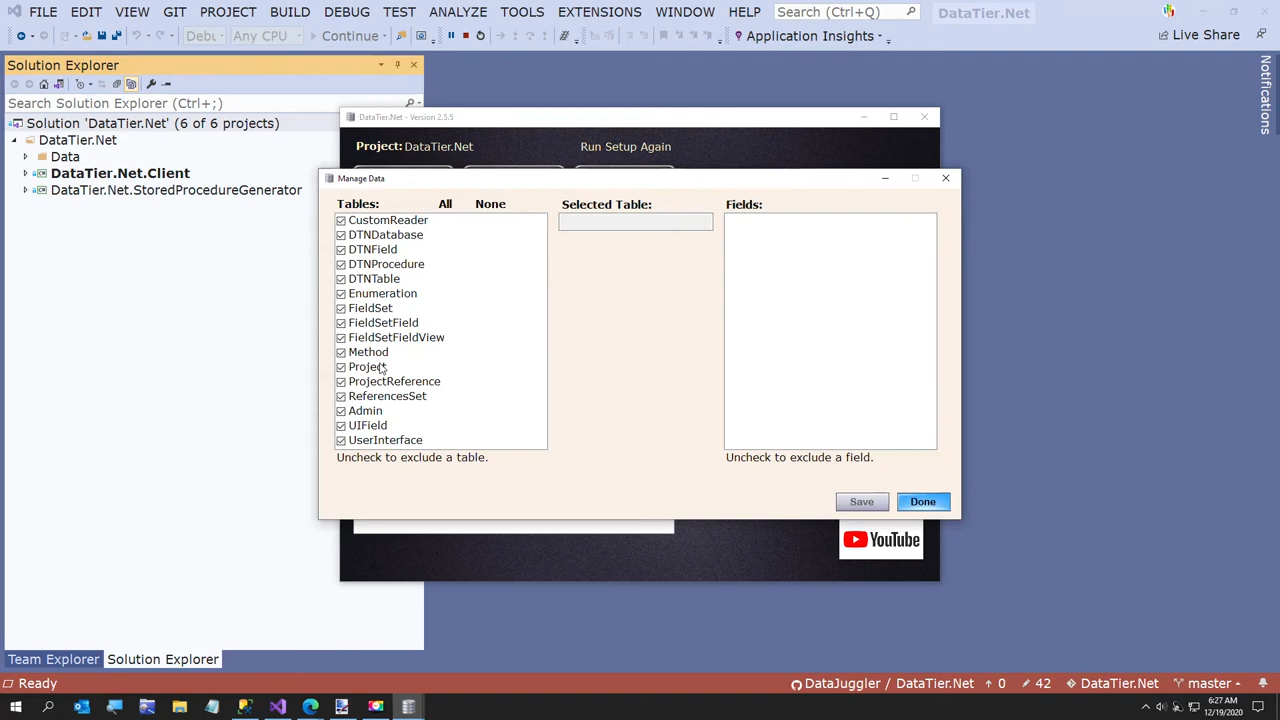 FILE EDIT VIEW GIT PROJECT BUILD DEBUG TEST ANALYZE TOOLS EXTENSIONS WINDOW HELP Search (Ctrl+Q) DataTier.Net
Debu Any CPU Continue Application Insights Live Share
Solution Explorer
Search Solution Explorer (Ctrl+;)
Solution 'DataTier.Net' (6 of 6 projects)
DataTier.Net
Data
DataTier.Net.Client
DataTier.Net.StoredProcedureGenerator
Team Explorer Solution Explorer
Notifications
DataTier.Net - Version 2.5.5
Project: DataTier.Net Run Setup Again
Manage Data
Tables: All None Selected Table: Fields:
CustomReader
DTNDatabase
DTNField
DTNProcedure
DTNTable
Enumeration
FieldSet
FieldSetField
FieldSetFieldView
Method
Project
ProjectReference
ReferencesSet
Admin
UIField
UserInterface
Uncheck to exclude a table. Uncheck to exclude a field.
Save Done
YouTube
Ready DataJuggler / DataTier.Net 0 42 DataTier.Net master
6:27 AM
12/19/2020